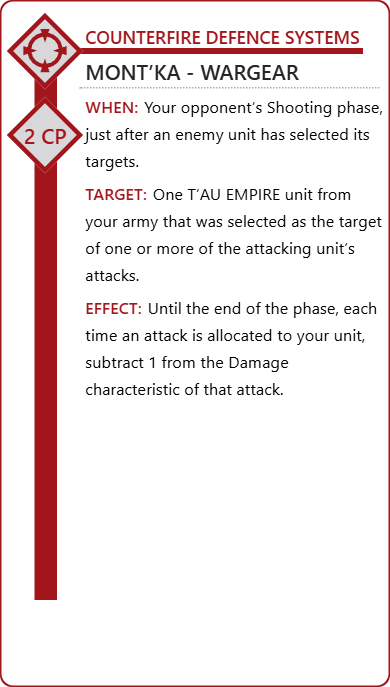 COUNTERFIRE DEFENCE SYSTEMS
MONT’KA - WARGEAR
2 CP
WHEN: Your opponent’s Shooting phase,
just after an enemy unit has selected its
targets.
TARGET: One T’AU EMPIRE unit from
your army that was selected as the target
of one or more of the attacking unit’s
attacks.
EFFECT: Until the end of the phase, each
time an attack is allocated to your unit,
subtract 1 from the Damage
characteristic of that attack.